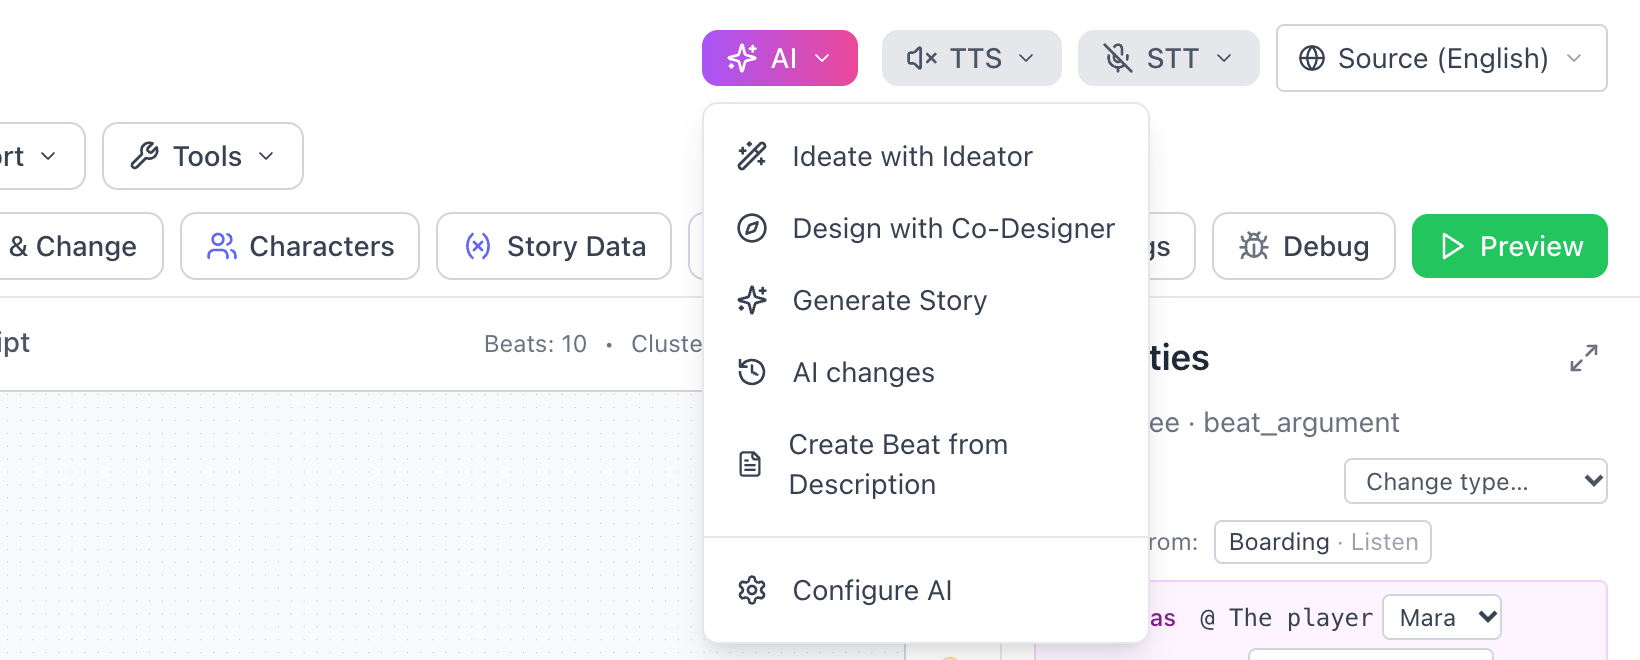 AI
TTS
STT
Source (English)
rt
Tools
& Change
Characters
Story Data
gs
Debug
Preview
ipt
Beats: 10 • Cluste
ties
ee · beat_argument
Change type...
rom:
Boarding · Listen
as @ The player Mara
Ideate with Ideator
Design with Co-Designer
Generate Story
AI changes
Create Beat from
Description
Configure AI